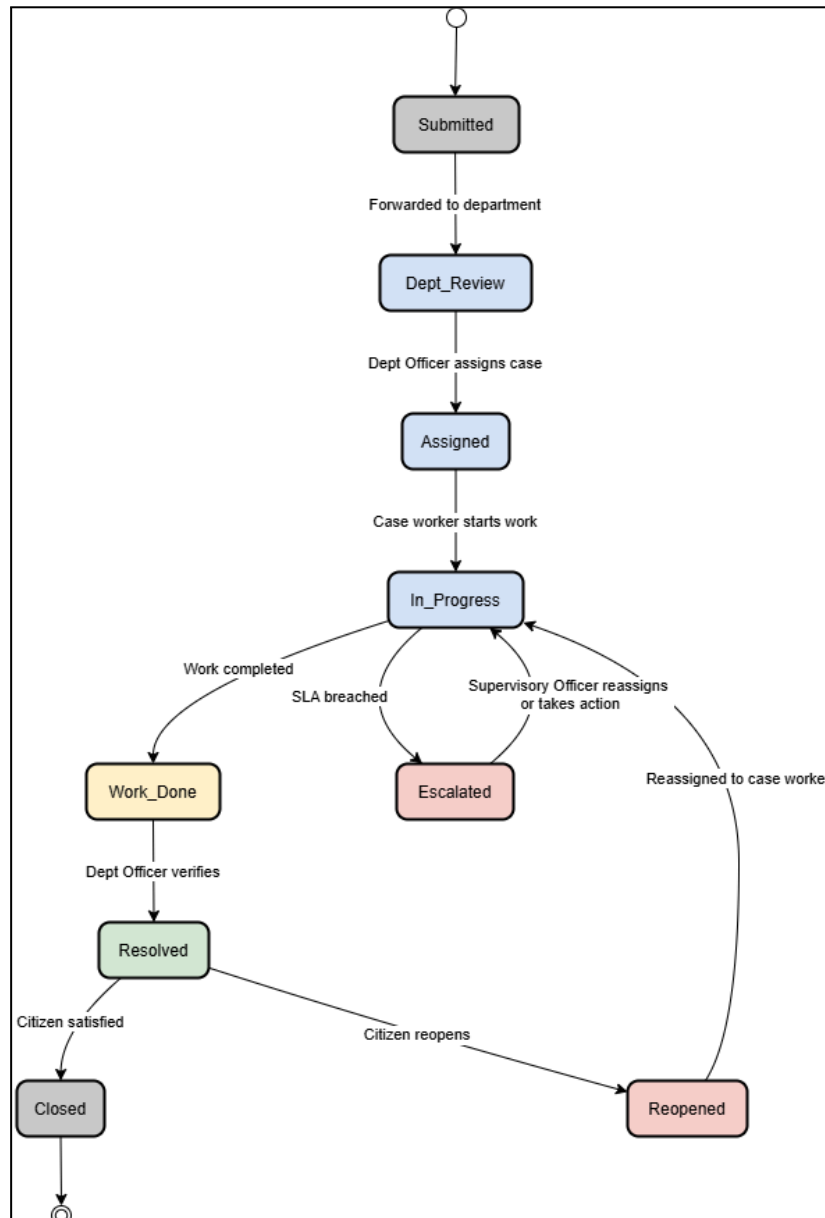 Submitted
Forwarded to department
Dept_Review
Dept Officer assigns case
Assigned
Case worker starts work
In_Progress
Work completed
SLA breached
Supervisory Officer reassigns
or takes action
Work_Done
Escalated
Reassigned to case worke
Dept Officer verifies
Resolved
Citizen satisfied
Citizen reopens
Closed
Reopened